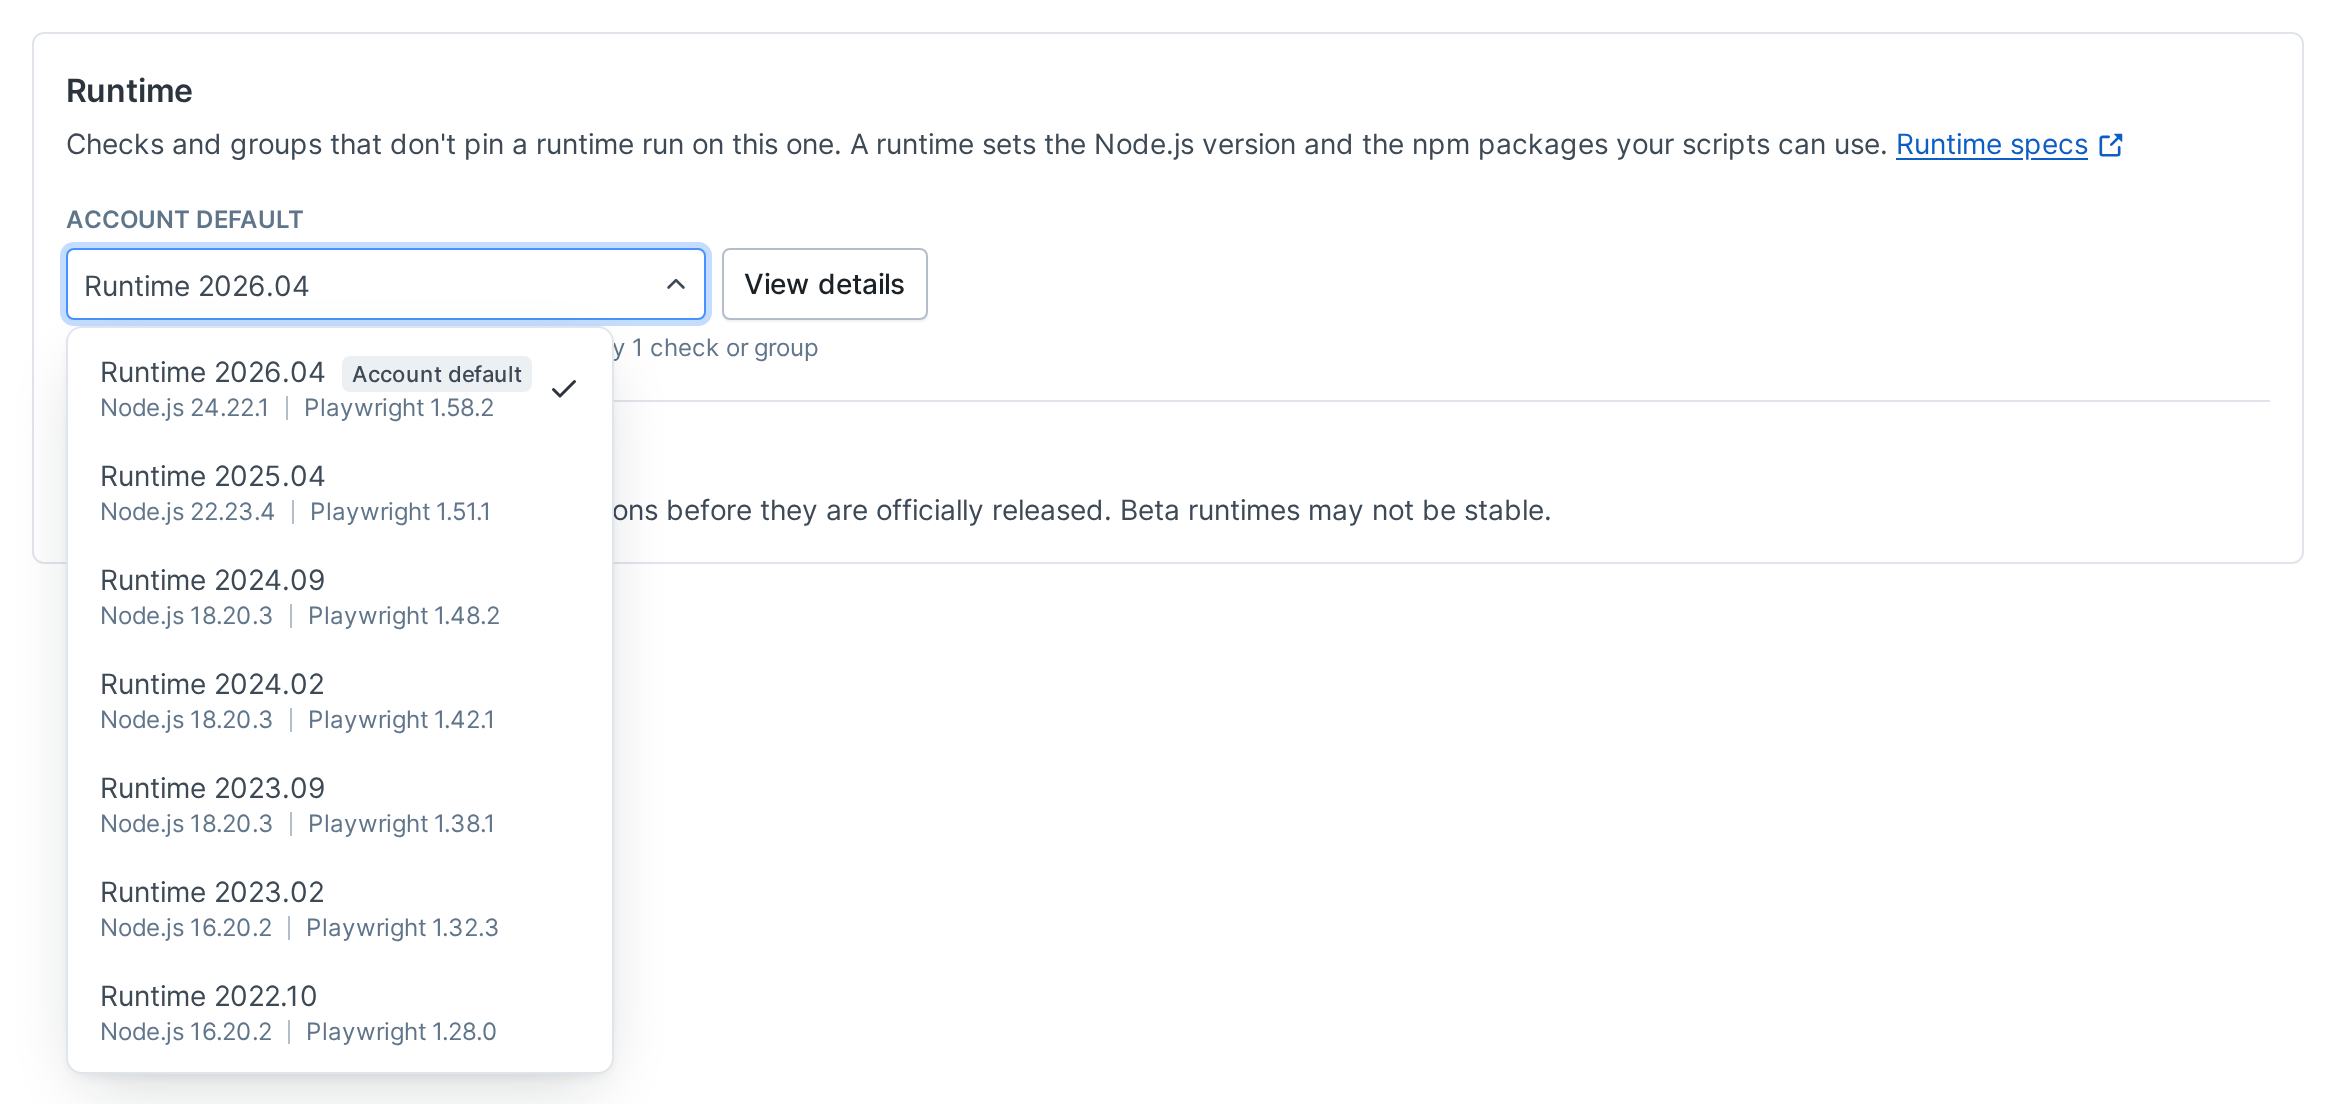 Runtime
Checks and groups that don't pin a runtime run on this one. A runtime sets the Node.js version and the npm packages your scripts can use. Runtime specs
ACCOUNT DEFAULT
Runtime 2026.04
View details
y 1 check or group
Runtime 2026.04 Account default
Node.js 24.22.1 | Playwright 1.58.2
Runtime 2025.04
Node.js 22.23.4 | Playwright 1.51.1
ons before they are officially released. Beta runtimes may not be stable.
Runtime 2024.09
Node.js 18.20.3 | Playwright 1.48.2
Runtime 2024.02
Node.js 18.20.3 | Playwright 1.42.1
Runtime 2023.09
Node.js 18.20.3 | Playwright 1.38.1
Runtime 2023.02
Node.js 16.20.2 | Playwright 1.32.3
Runtime 2022.10
Node.js 16.20.2 | Playwright 1.28.0